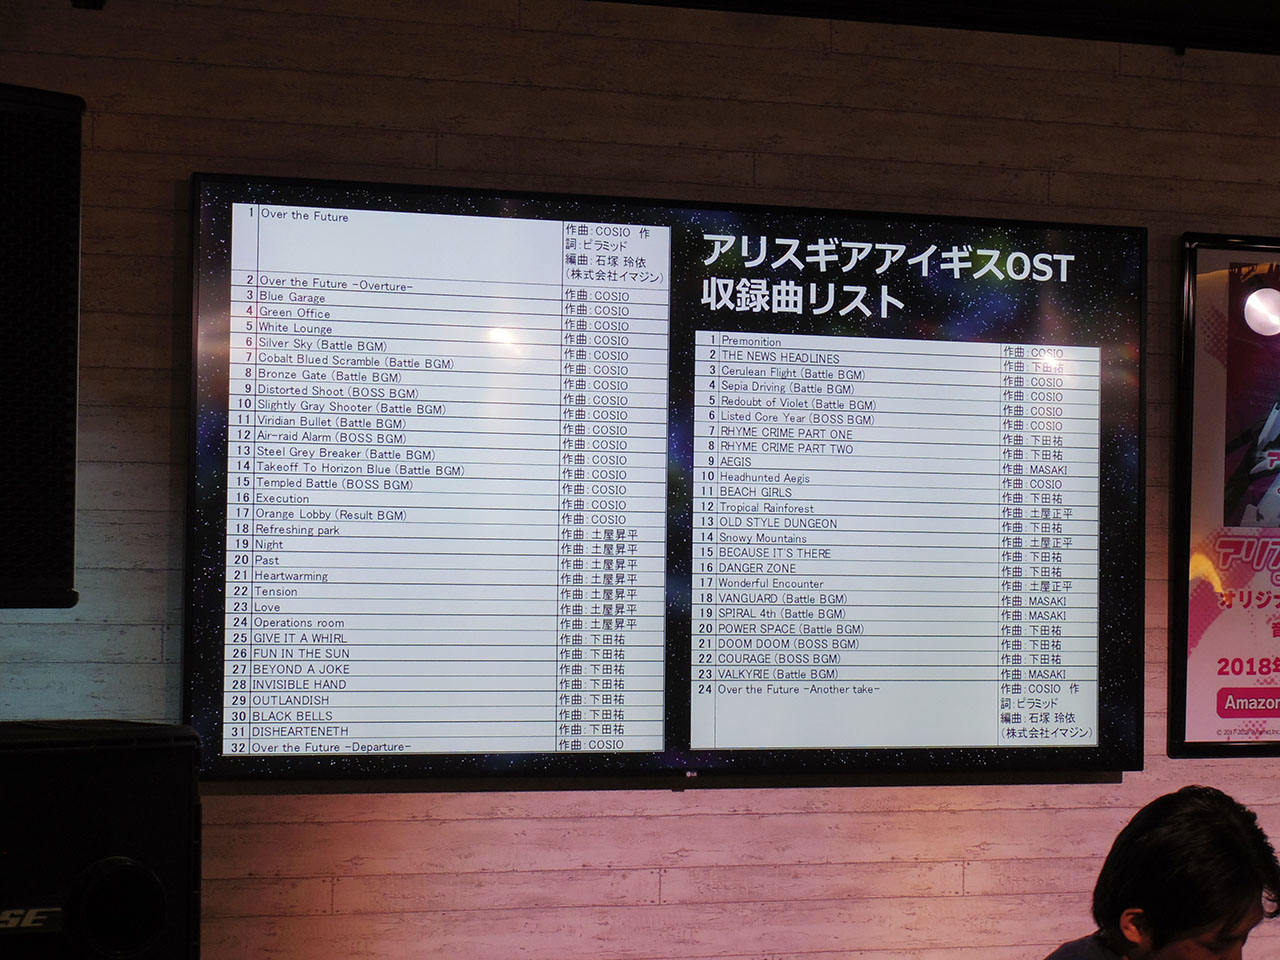 アリスギアアイギスOST
収録曲リスト
1 Over the Future 作曲：COSIO 作
詞：ピラミッド
編曲：石塚 玲依
（株式会社イマジン）
2 Over the Future -Overture- 作曲：COSIO
3 Blue Garage 作曲：COSIO
4 Green Office 作曲：COSIO
5 White Lounge 作曲：COSIO
6 Silver Sky (Battle BGM) 作曲：COSIO
7 Cobalt Blued Scramble (Battle BGM) 作曲：COSIO
8 Bronze Gate (Battle BGM) 作曲：COSIO
9 Distorted Shoot (BOSS BGM) 作曲：COSIO
10 Slightly Gray Shooter (Battle BGM) 作曲：COSIO
11 Viridian Bullet (Battle BGM) 作曲：COSIO
12 Air-raid Alarm (BOSS BGM) 作曲：COSIO
13 Steel Grey Breaker (Battle BGM) 作曲：COSIO
14 Takeoff To Horizon Blue (Battle BGM) 作曲：COSIO
15 Templed Battle (BOSS BGM) 作曲：COSIO
16 Execution 作曲：COSIO
17 Orange Lobby (Result BGM) 作曲：COSIO
18 Refreshing park 作曲：土屋昇平
19 Night 作曲：土屋昇平
20 Past 作曲：土屋昇平
21 Heartwarming 作曲：土屋昇平
22 Tension 作曲：土屋昇平
23 Love 作曲：土屋昇平
24 Operations room 作曲：土屋昇平
25 GIVE IT A WHIRL 作曲：下田祐
26 FUN IN THE SUN 作曲：下田祐
27 BEYOND A JOKE 作曲：下田祐
28 INVISIBLE HAND 作曲：下田祐
29 OUTLANDISH 作曲：下田祐
30 BLACK BELLS 作曲：下田祐
31 DISHEARTENETH 作曲：下田祐
32 Over the Future -Departure- 作曲：COSIO
1 Premonition 作曲：COSIO
2 THE NEWS HEADLINES 作曲：下田祐
3 Cerulean Flight (Battle BGM) 作曲：COSIO
4 Sepia Driving (Battle BGM) 作曲：COSIO
5 Redoubt of Violet (Battle BGM) 作曲：COSIO
6 Listed Core Year (BOSS BGM) 作曲：COSIO
7 RHYME CRIME PART ONE 作曲：下田祐
8 RHYME CRIME PART TWO 作曲：下田祐
9 AEGIS 作曲：MASAKI
10 Headhunted Aegis 作曲：COSIO
11 BEACH GIRLS 作曲：下田祐
12 Tropical Rainforest 作曲：土屋正平
13 OLD STYLE DUNGEON 作曲：下田祐
14 Snowy Mountains 作曲：土屋正平
15 BECAUSE IT'S THERE 作曲：下田祐
16 DANGER ZONE 作曲：下田祐
17 Wonderful Encounter 作曲：土屋正平
18 VANGUARD (Battle BGM) 作曲：MASAKI
19 SPIRAL 4th (Battle BGM) 作曲：MASAKI
20 POWER SPACE (Battle BGM) 作曲：下田祐
21 DOOM DOOM (BOSS BGM) 作曲：下田祐
22 COURAGE (BOSS BGM) 作曲：下田祐
23 VALKYRIE (Battle BGM) 作曲：MASAKI
24 Over the Future -Another take- 作曲：COSIO 作
詞：ピラミッド
編曲：石塚 玲依
（株式会社イマジン）
LG
オリジ
2018年
Amazon
SE